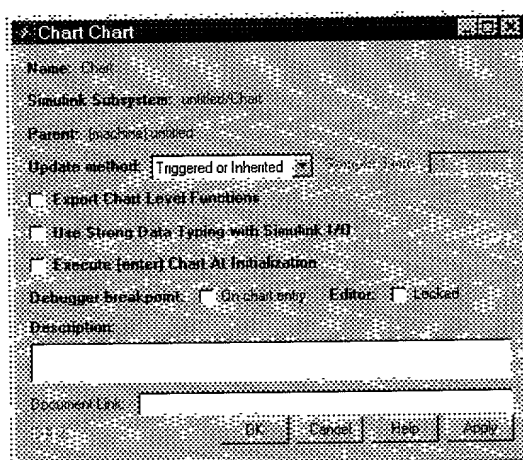 Chart Chart
Name: Chart
Simulink Subsystem: untitled/Chart
Parent: (machine) untitled
Update method: Triggered or Inherited Sample Time:
Export Chart Level Functions
Use Strong Data Typing with Simulink I/O
Execute (enter) Chart At Initialization
Debugger breakpoint: On chart entry Editor: Locked
Description:
Document Link:
OK Cancel Help Apply